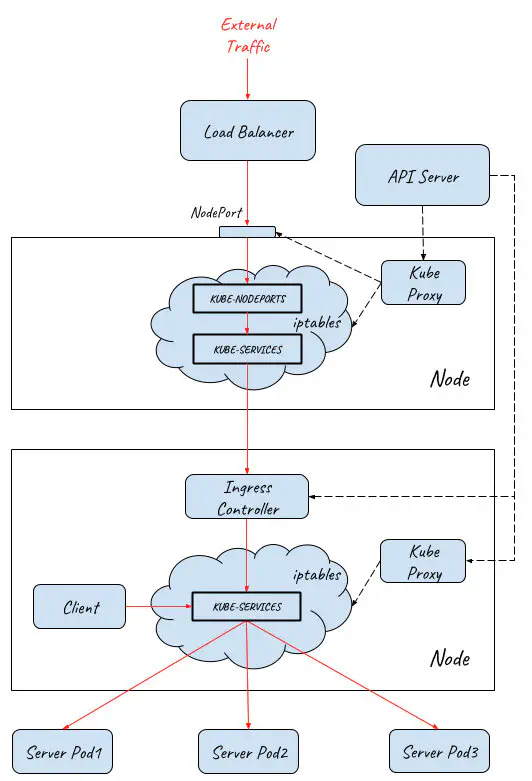 External
Traffic
Load Balancer
API Server
NodePort
Kube
Proxy
KUBE-NODEPORTS
iptables
KUBE-SERVICES
Node
Ingress
Controller
Kube
Proxy
iptables
Client
KUBE-SERVICES
Node
Server Pod1
Server Pod2
Server Pod3